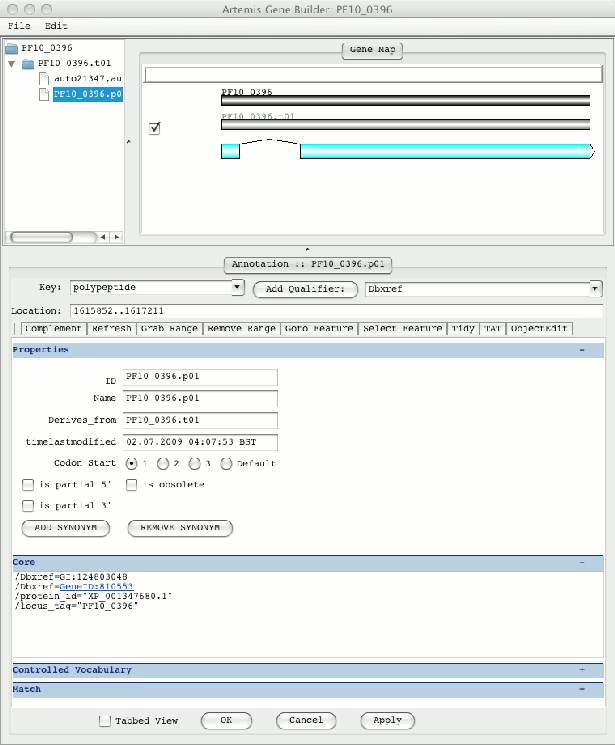 Artemis Gene Builder: PF10_0396
File Edit
PF10_0396
PF10_0396.t01
auto21347,au
PF10_0396.p0
Gene Map
PF10_0396
PF10_0396.t01
Annotation :: PF10_0396.p01
Key: polypeptide Add Qualifier: Dbxref
Location: 1615852..1617211
Complement Refresh Grab Range Remove Range Goto Feature Select Feature Tidy TAT ObjectEdit
Properties -
ID PF10_0396.p01
Name PF10_0396.p01
Derives_from PF10_0396.t01
timelastmodified 02.07.2009 04:07:53 BST
Codon Start 1 2 3 Default
is partial 5' is obsolete
is partial 3'
ADD SYNONYM REMOVE SYNONYM
Core -
/Dbxref=GI:124803048
/Dbxref=GeneID:810553
/protein_id="XP_001347680.1"
/locus_tag="PF10_0396"
Controlled Vocabulary +
Match -
Tabbed View OK Cancel Apply